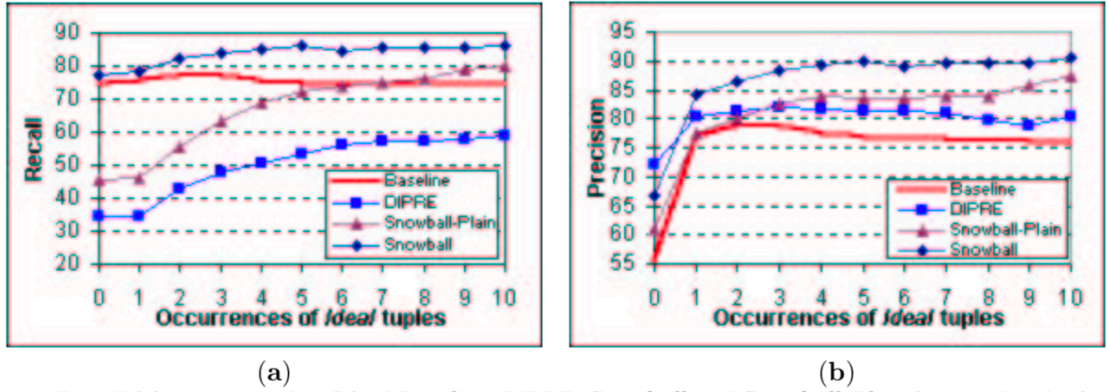 90
80
70
60
50
40
30
20
Recall
Baseline
DIPRE
Snowball-Plain
Snowball
0 1 2 3 4 5 6 7 8 9 10
Occurrences of Ideal tuples
(a)
95
90
85
80
75
70
65
60
55
Precision
Baseline
DIPRE
Snowball-Plain
Snowball
0 1 2 3 4 5 6 7 8 9 10
Occurrences of Ideal tuples
(b)